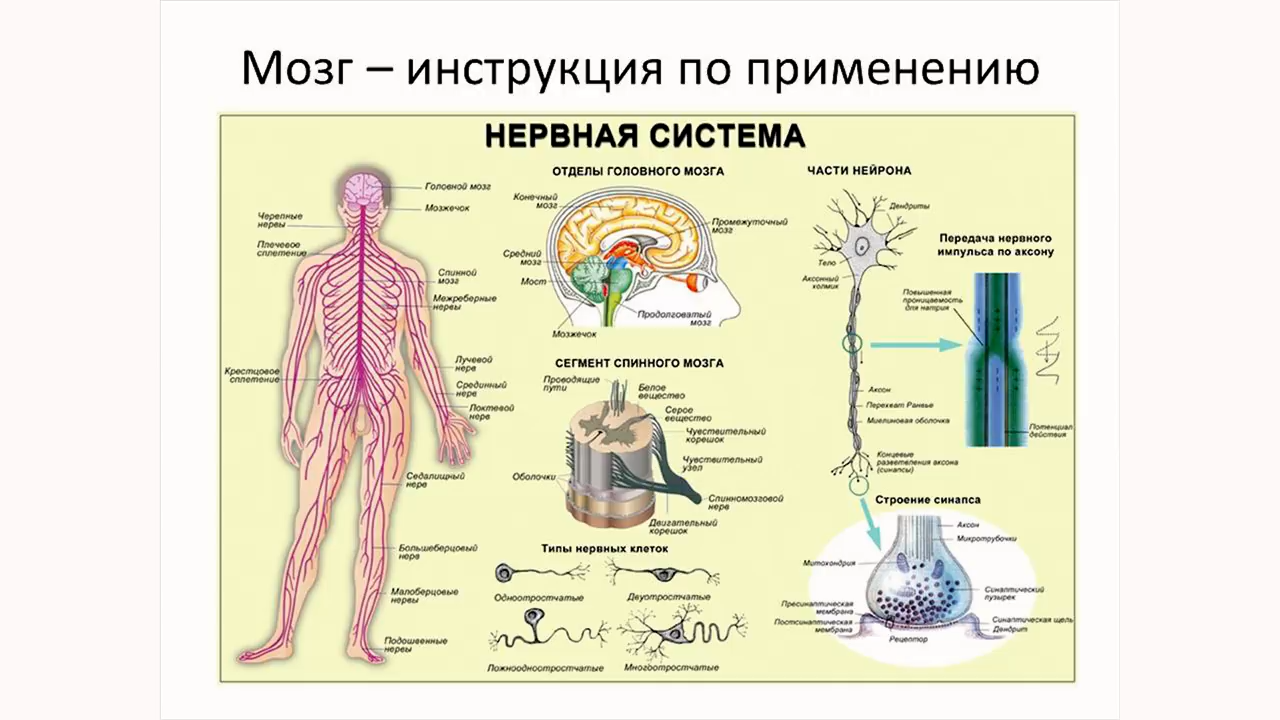 Мозг – инструкция по применению
НЕРВНАЯ СИСТЕМА
Головной мозг
Мозжечок
Черепные
нервы
Плечевое
сплетение
Спинной
мозг
Межреберные
нервы
Крестцовое
сплетение
Лучевой
нерв
Срединный
нерв
Локтевой
нерв
Седалищный
нерв
Большеберцовый
нерв
Малоберцовые
нервы
Подошвенные
нервы
ОТДЕЛЫ ГОЛОВНОГО МОЗГА
Конечный
мозг
Промежуточный
мозг
Средний
мозг
Мост
Продолговатый
мозг
Мозжечок
СЕГМЕНТ СПИННОГО МОЗГА
Проводящие
пути
Белое
вещество
Серое
вещество
Чувствительный
корешок
Чувствительный
узел
Оболочки
Спинномозговой
нерв
Двигательный
корешок
Типы нервных клеток
Одноотростчатые
Двуотростчатые
Ложноодноотростчатые
Многоотростчатые
ЧАСТИ НЕЙРОНА
Дендриты
Тело
Аксонный
холмик
Передача нервного
импульса по аксону
Повышенная
проницаемость
для натрия
Аксон
Перехват Ранвье
Миелиновая оболочка
Потенциал
действия
Концевые
разветвления аксона
(синапсы)
Строение синапса
Аксон
Микротрубочки
Митохондрия
Синаптический
пузырек
Пресинаптическая
мембрана
Постсинаптическая
мембрана
Синаптическая щель
Дендрит
Рецептор